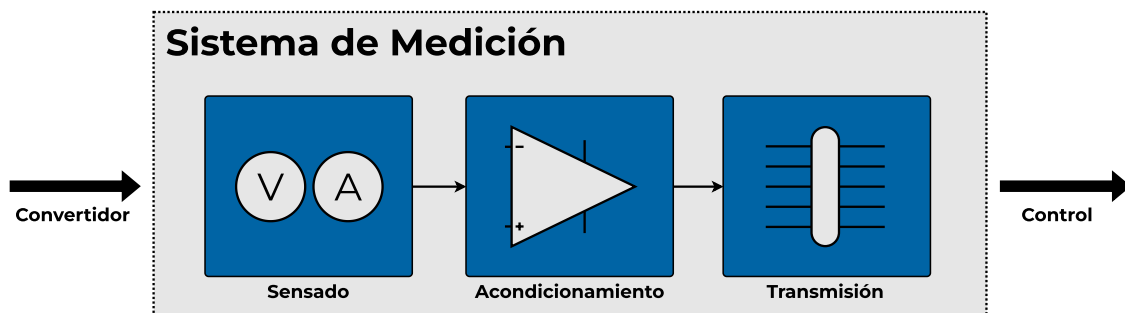 Sistema de Medición
V A
- 
+
Convertidor
Control
Sensado
Acondicionamiento
Transmisión